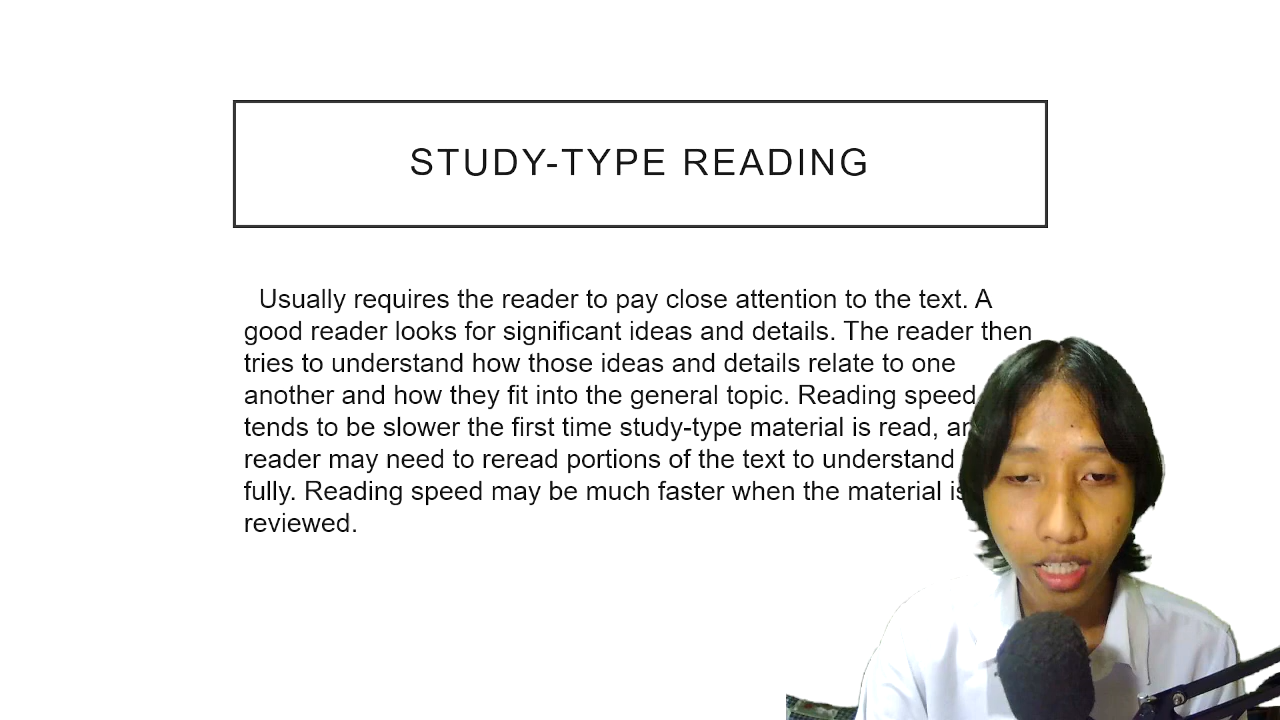 STUDY-TYPE READING
Usually requires the reader to pay close attention to the text. A
good reader looks for significant ideas and details. The reader then
tries to understand how those ideas and details relate to one
another and how they fit into the general topic. Reading speed
tends to be slower the first time study-type material is read,
reader may need to reread portions of the text to understand
fully. Reading speed may be much faster when the material is
reviewed.